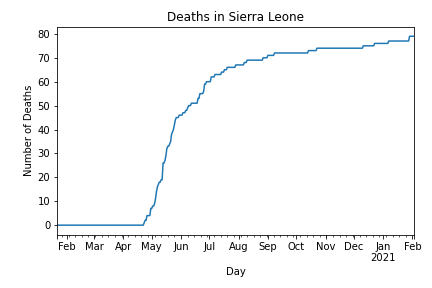 Deaths in Sierra Leone
80
70
60
50
40
30
20
10
0
Number of Deaths
Feb Mar Apr May Jun Jul Aug Sep Oct Nov Dec Jan Feb
2021
Day